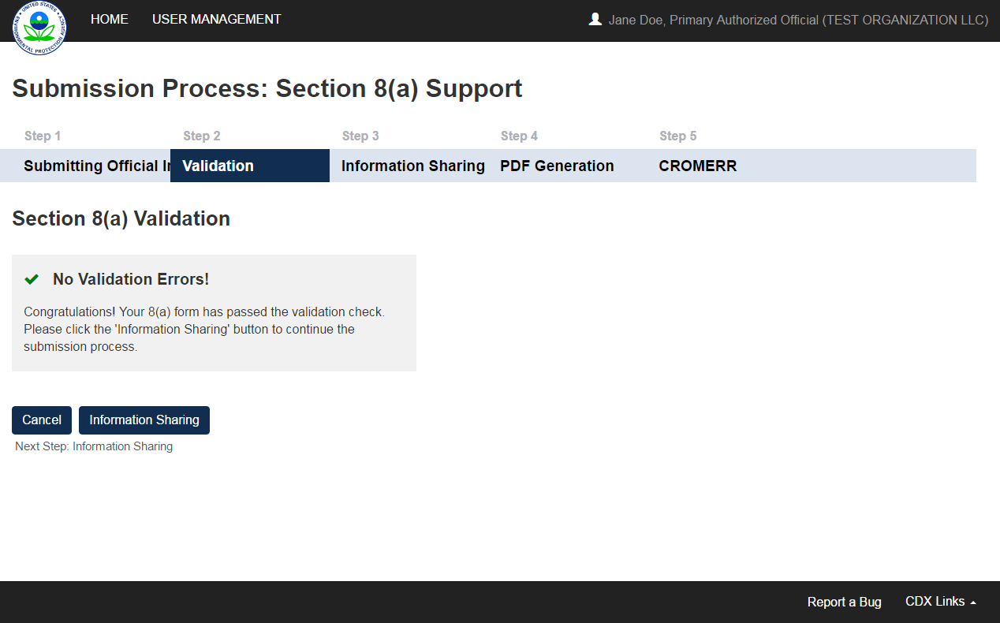 UNITED STATES
ENVIRONMENTAL PROTECTION AGENCY
HOME USER MANAGEMENT Jane Doe, Primary Authorized Official (TEST ORGANIZATION LLC)
Submission Process: Section 8(a) Support
Step 1 Step 2 Step 3 Step 4 Step 5
Submitting Official In Validation Information Sharing PDF Generation CROMERR
Section 8(a) Validation
No Validation Errors!
Congratulations! Your 8(a) form has passed the validation check.
Please click the 'Information Sharing' button to continue the
submission process.
Cancel Information Sharing
Next Step: Information Sharing
Report a Bug CDX Links